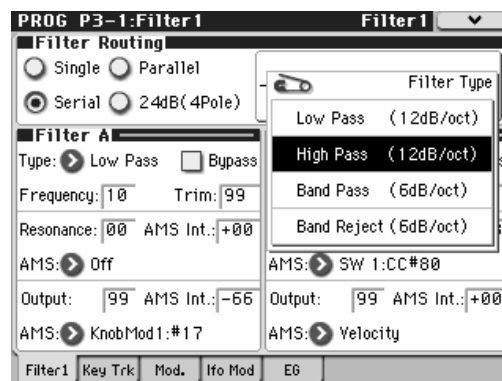 PROG P3-1:Filter1 Filter1
Filter Routing
Single Parallel
Serial 24dB(4Pole)
Filter A
Type: Low Pass Bypass
Frequency: 10 Trim: 99
Resonance: 00 AMS Int.: +00
AMS: Off
Output: 99 AMS Int.: -66
AMS: KnobMod1:#17
Filter Type
Low Pass (12dB/oct)
High Pass (12dB/oct)
Band Pass (6dB/oct)
Band Reject (6dB/oct)
AMS: SW 1:CC#80
Output: 99 AMS Int.: +00
AMS: Velocity
Filter1 Key Trk Mod. lfo Mod EG